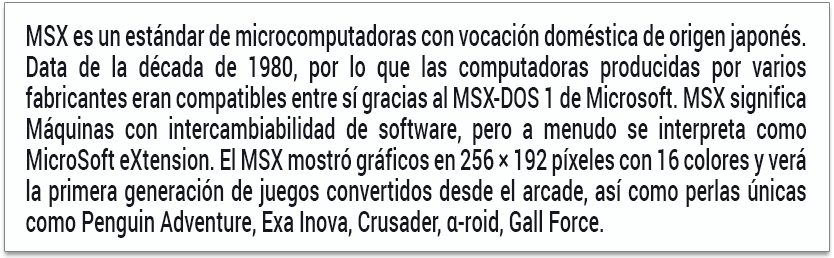 MSX es un estándar de microcomputadoras con vocación doméstica de origen japonés.
Data de la década de 1980, por lo que las computadoras producidas por varios
fabricantes eran compatibles entre sí gracias al MSX-DOS 1 de Microsoft. MSX significa
Máquinas con intercambiabilidad de software, pero a menudo se interpreta como
MicroSoft eXtension. El MSX mostró gráficos en 256 × 192 píxeles con 16 colores y verá
la primera generación de juegos convertidos desde el arcade, así como perlas únicas
como Penguin Adventure, Exa Inova, Crusader, α-roid, Gall Force.